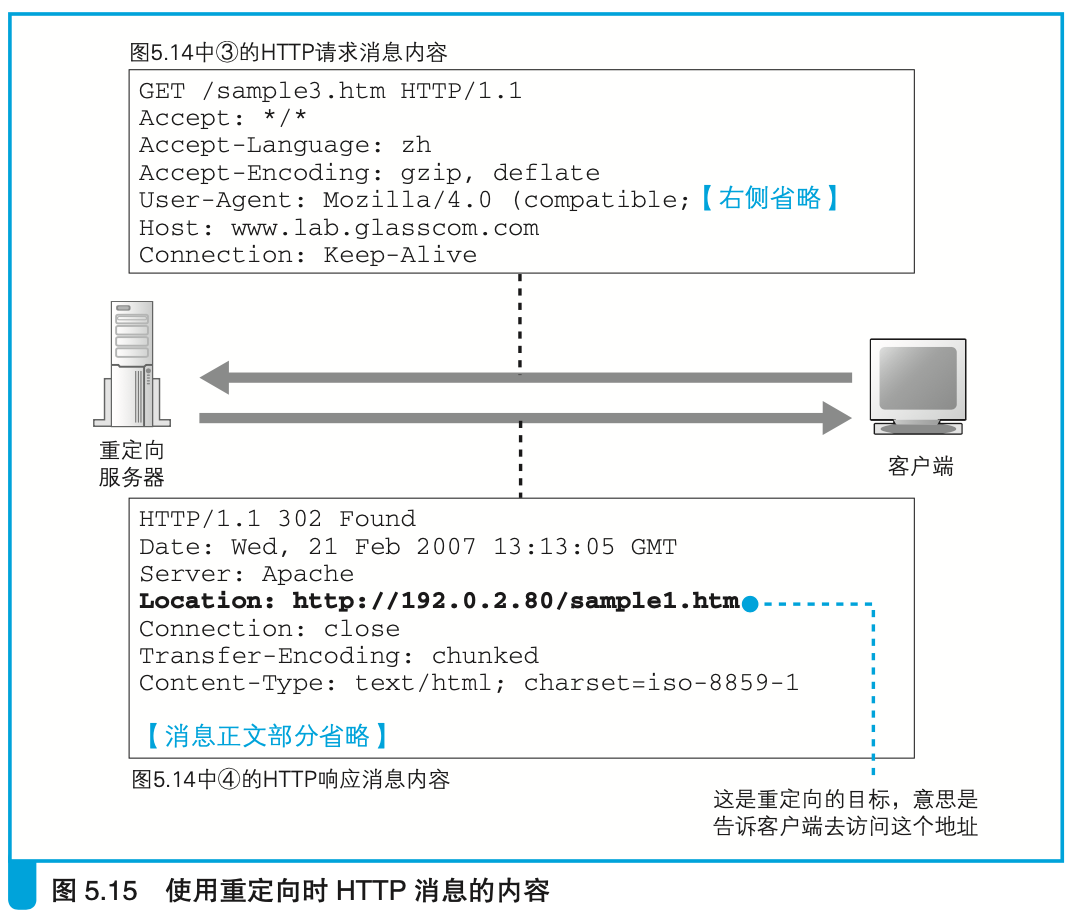 图5.14中③的HTTP请求消息内容
GET /sample3.htm HTTP/1.1
Accept: */*
Accept-Language: zh
Accept-Encoding: gzip, deflate
User-Agent: Mozilla/4.0 (compatible;【右侧省略】
Host: www.lab.glasscom.com
Connection: Keep-Alive
重定向
服务器
客户端
HTTP/1.1 302 Found
Date: Wed, 21 Feb 2007 13:13:05 GMT
Server: Apache
Location: http://192.0.2.80/sample1.htm
Connection: close
Transfer-Encoding: chunked
Content-Type: text/html; charset=iso-8859-1
【消息正文部分省略】
图5.14中④的HTTP响应消息内容
这是重定向的目标，意思是
告诉客户端去访问这个地址
图 5.15 使用重定向时 HTTP 消息的内容